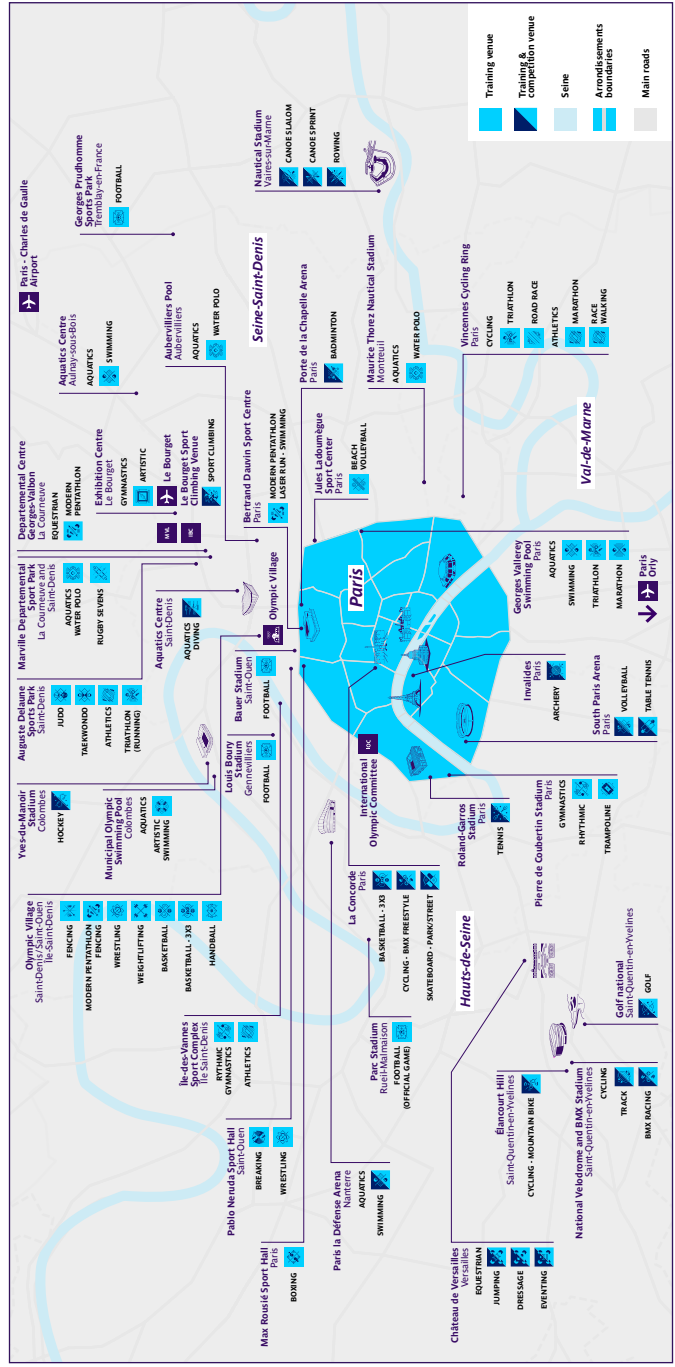 Max Rousié Sport Hall
Paris
BOXING
Pablo Neruda Sport Hall
Saint-Ouen
BREAKING
WRESTLING
Île-des-Vannes
Sport Complex
Île Saint-Denis
RYTHMIC
GYMNASTICS
ATHLETICS
Olympic Village
Saint-Denis/Saint-Ouen
Île-Saint-Denis
FENCING
MODERN PENTATHLON
FENCING
WRESTLING
WEIGHTLIFTING
BASKETBALL
BASKETBALL - 3X3
HANDBALL
Yves-du-Manoir
Stadium
Colombes
HOCKEY
Municipal Olympic
Swimming Pool
Colombes
AQUATICS
ARTISTIC
SWIMMING
Auguste Delaune
Sports Park
Saint-Denis
JUDO
TAEKWONDO
ATHLETICS
TRIATHLON
(RUNNING)
Marville Departmental
Sport Park
La Courneuve and
Saint-Denis
AQUATICS
WATER POLO
RUGBY SEVENS
Departemental Centre
Georges-Valbon
La Courneuve
EQUESTRIAN
MODERN
PENTATHLON
Exhibition Centre
Le Bourget
GYMNASTICS
ARTISTIC
Le Bourget
Le Bourget Sport
Climbing Venue
SPORT CLIMBING
MVL
IBC
Aquatics Centre
Aulnay-sous-Bois
AQUATICS
SWIMMING
Paris - Charles de Gaulle
Airport
Georges Prudhomme
Sports Park
Tremblay-en-France
FOOTBALL
Aubervilliers Pool
Aubervilliers
AQUATICS
WATER POLO
Aquatics Centre
Saint-Denis
AQUATICS
DIVING
Louis Boury
Stadium
Gennevilliers
FOOTBALL
Bauer Stadium
Saint-Ouen
FOOTBALL
Olympic Village
Bertrand Dauvin Sport Centre
Paris
MODERN PENTATHLON
LASER RUN - SWIMMING
Seine-Saint-Denis
Nautical Stadium
Vaires-sur-Marne
CANOE SLALOM
CANOE SPRINT
ROWING
Porte de la Chapelle Arena
Paris
BADMINTON
Jules Ladoumègue
Sport Center
Paris
BEACH
VOLLEYBALL
Maurice Thorez Nautical Stadium
Montreuil
AQUATICS
WATER POLO
Paris la Défense Arena
Nanterre
AQUATICS
SWIMMING
Parc Stadium
Rueil-Malmaison
FOOTBALL
(OFFICIAL GAME)
La Concorde
Paris
BASKETBALL - 3X3
CYCLING - BMX FREESTYLE
SKATEBOARD - PARK/STREET
International
Olympic Committee
IOC
Paris
Vincennes Cycling Ring
Paris
CYCLING
TRIATHLON
ROAD RACE
ATHLETICS
MARATHON
RACE
WALKING
Hauts-de-Seine
Roland-Garros
Stadium
Paris
TENNIS
Pierre de Coubertin Stadium
Paris
GYMNASTICS
RHYTHMIC
TRAMPOLINE
Invalides
Paris
ARCHERY
South Paris Arena
Paris
VOLLEYBALL
TABLE TENNIS
Georges Vallerey
Swimming Pool
Paris
AQUATICS
SWIMMING
TRIATHLON
MARATHON
Paris
Orly
Val-de-Marne
Château de Versailles
Versailles
EQUESTRIAN
JUMPING
DRESSAGE
EVENTING
Élancourt Hill
Saint-Quentin-en-Yvelines
CYCLING - MOUNTAIN BIKE
National Velodrome and BMX Stadium
Saint-Quentin-en-Yvelines
CYCLING
TRACK
BMX RACING
Golf national
Saint-Quentin-en-Yvelines
GOLF
Training venue
Training &
competition venue
Seine
Arrondissements
boundaries
Main roads